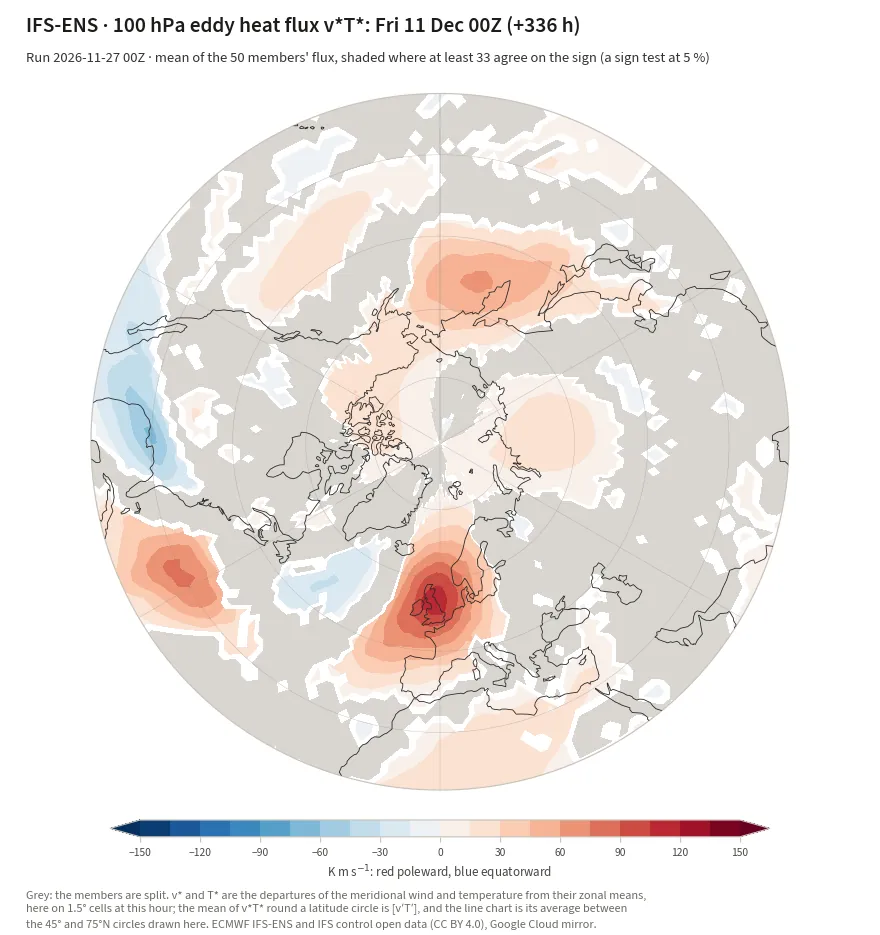 IFS-ENS · 100 hPa eddy heat flux v*T*: Fri 11 Dec 00Z (+336 h)
Run 2026-11-27 00Z · mean of the 50 members' flux, shaded where at least 33 agree on the sign (a sign test at 5 %)
−150 −120 −90 −60 −30 0 30 60 90 120 150
K m s⁻¹: red poleward, blue equatorward
Grey: the members are split. v* and T* are the departures of the meridional wind and temperature from their zonal means,
here on 1.5° cells at this hour; the mean of v*T* round a latitude circle is [v′T′], and the line chart is its average between
the 45° and 75°N circles drawn here. ECMWF IFS-ENS and IFS control open data (CC BY 4.0), Google Cloud mirror.